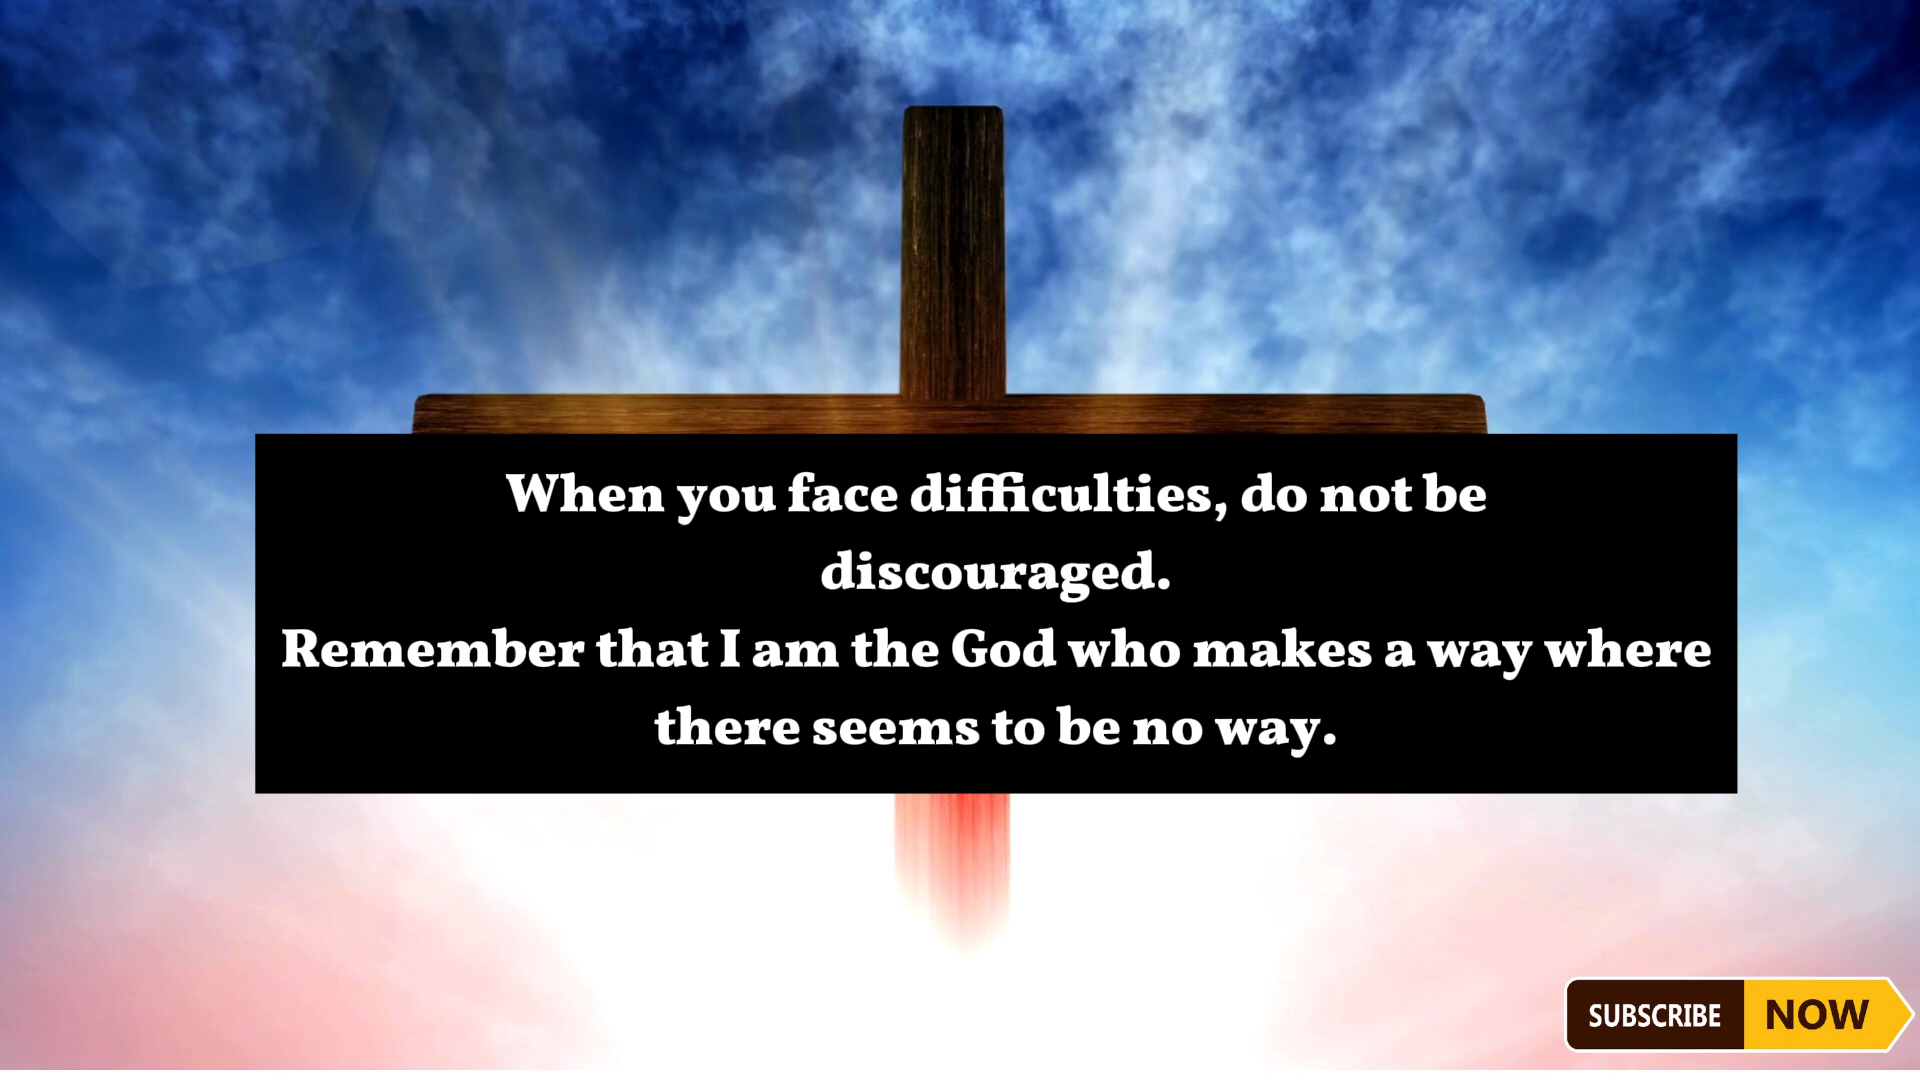 When you face difficulties, do not be
discouraged.
Remember that I am the God who makes a way where
there seems to be no way.
SUBSCRIBE NOW